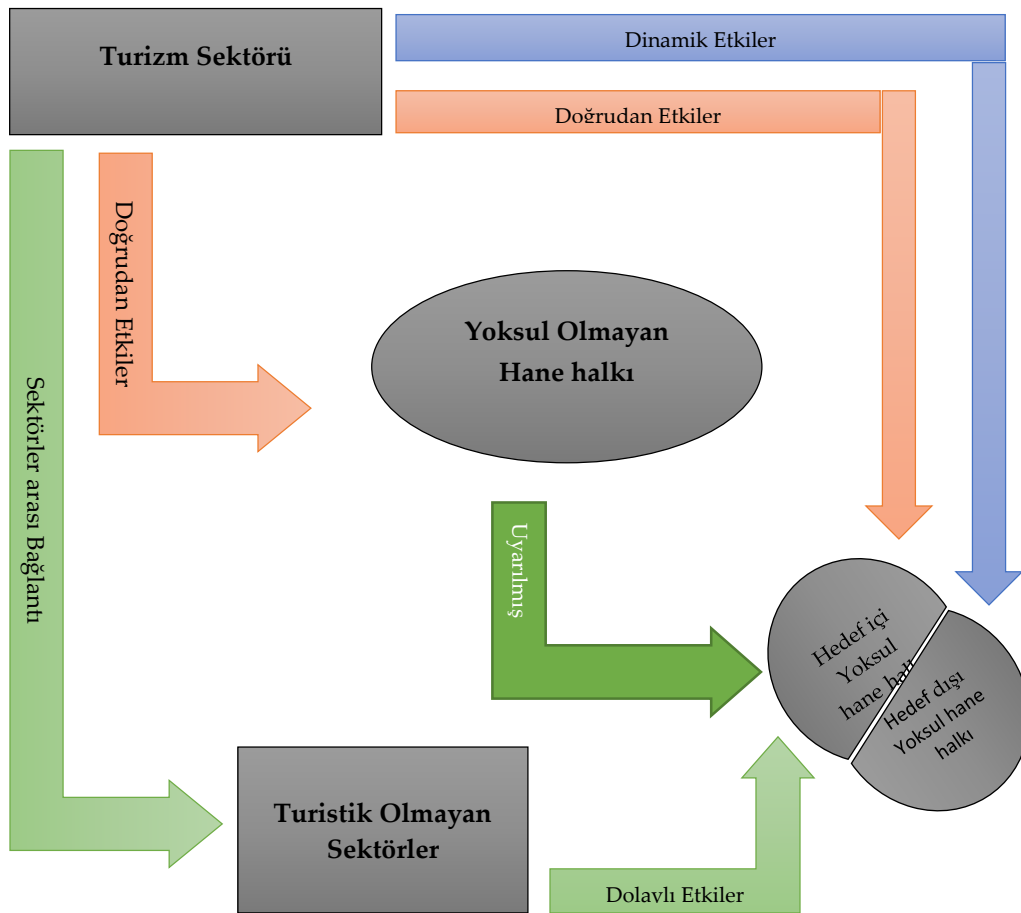 Turizm Sektörü
Dinamik Etkiler
Doğrudan Etkiler
Doğrudan Etkiler
Sektörler arası Bağlantı
Yoksul Olmayan
Hane halkı
Uyarılmış
Hedef içi
Yoksul
hane hal
Hedef dışı
Yoksul hane
halkı
Turistik Olmayan
Sektörler
Dolaylı Etkiler